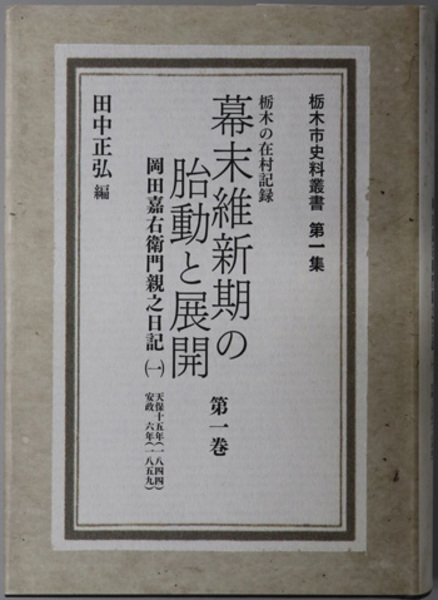 栃木市史料叢書 第一集
栃木の在村記録
幕末維新期の
胎動と展開
第一巻
岡田嘉右衛門親之日記(一)
天保十五年(一八四四)
安政 六年(一八五九)
田中正弘 編